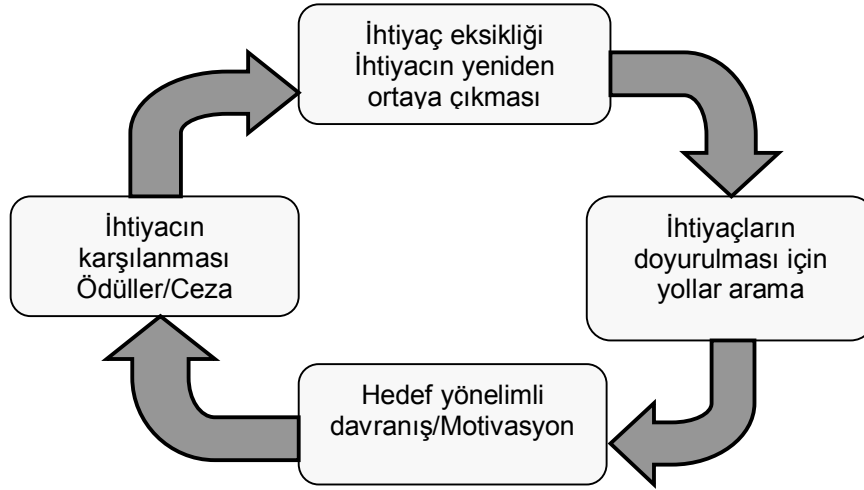 İhtiyaç eksikliği
İhtiyacın yeniden
ortaya çıkması
İhtiyaçların
doyurulması için
yollar arama
Hedef yönelimli
davranış/Motivasyon
İhtiyacın
karşılanması
Ödüller/Ceza